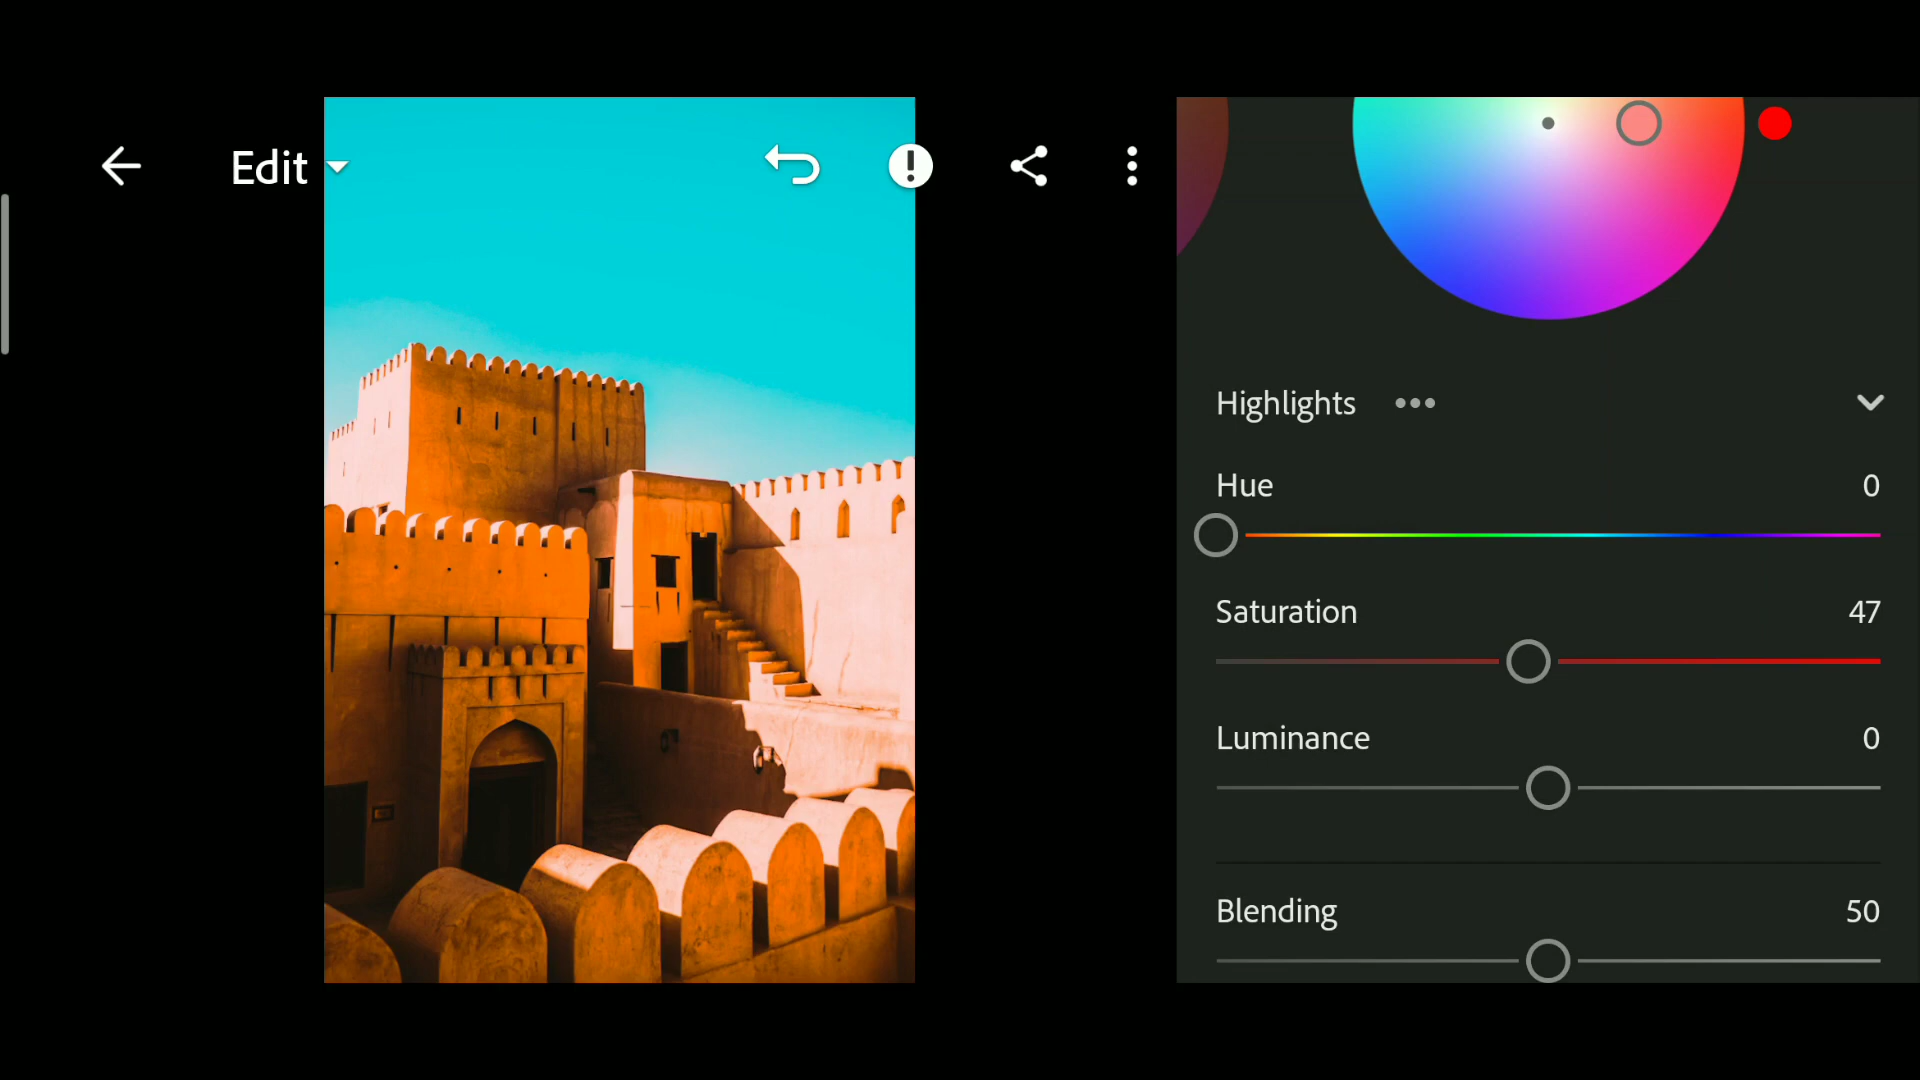 Edit
Highlights
Hue 0
Saturation 47
Luminance 0
Blending 50